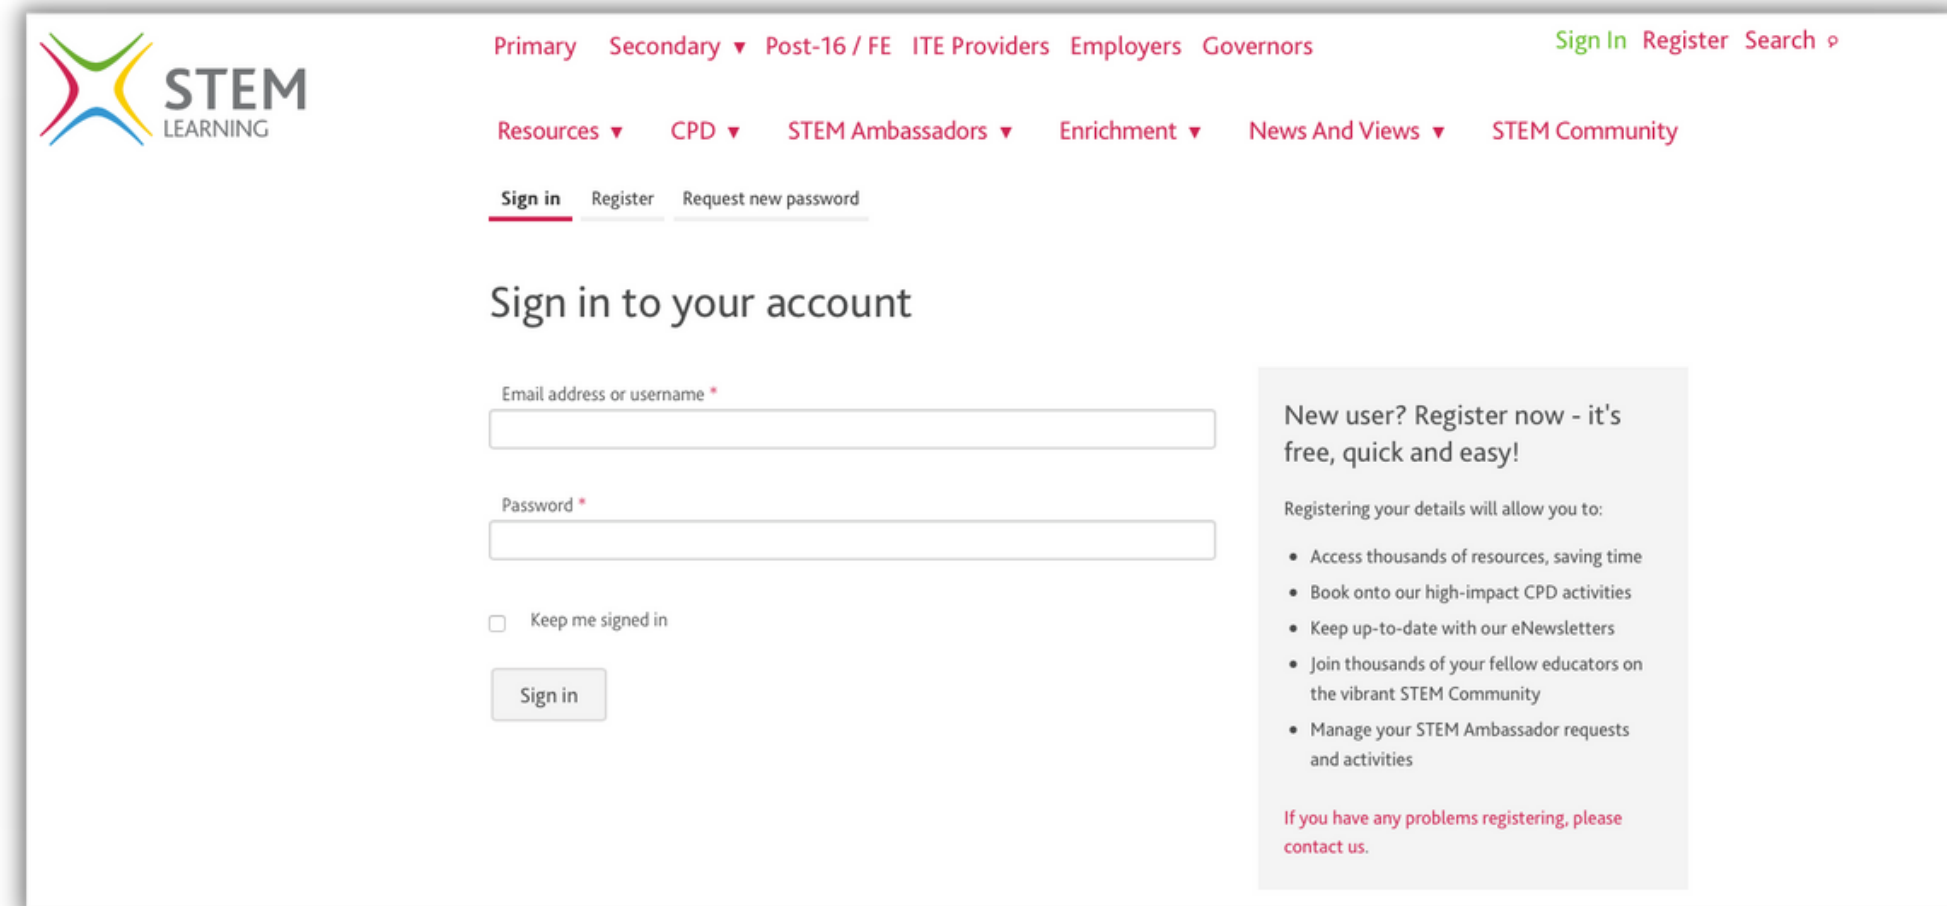 STEM
LEARNING
Primary Secondary ▼ Post-16 / FE ITE Providers Employers Governors
Sign In Register Search
Resources ▼ CPD ▼ STEM Ambassadors ▼ Enrichment ▼ News And Views ▼ STEM Community
Sign in Register Request new password
Sign in to your account
Email address or username *
Password *
Keep me signed in
Sign in
New user? Register now - it's
free, quick and easy!
Registering your details will allow you to:
• Access thousands of resources, saving time
• Book onto our high-impact CPD activities
• Keep up-to-date with our eNewsletters
• Join thousands of your fellow educators on
the vibrant STEM Community
• Manage your STEM Ambassador requests
and activities
If you have any problems registering, please
contact us.